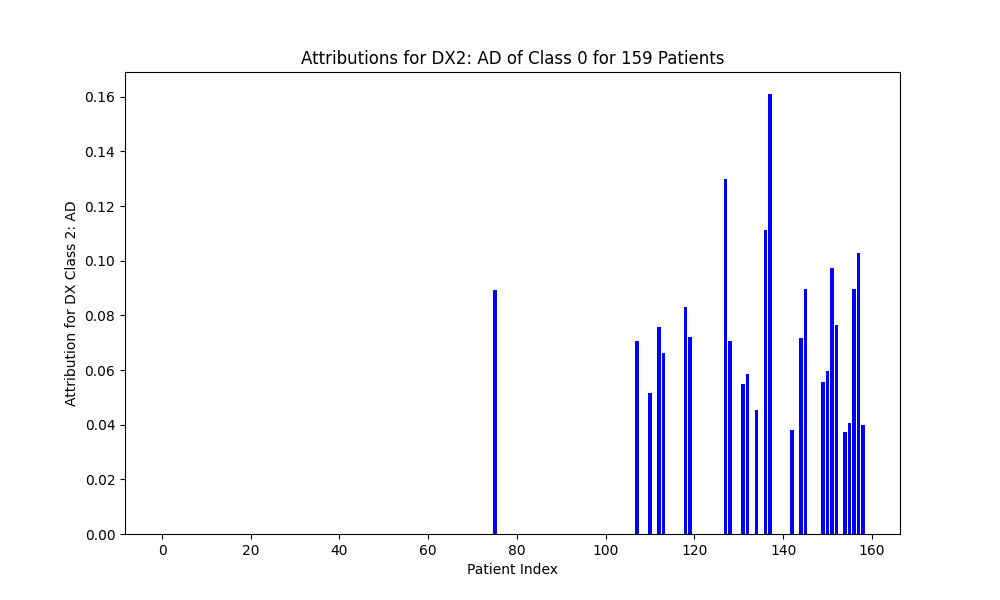 Attributions for DX2: AD of Class 0 for 159 Patients
Attribution for DX Class 2: AD
0.16
0.14
0.12
0.10
0.08
0.06
0.04
0.02
0.00
0 20 40 60 80 100 120 140 160
Patient Index